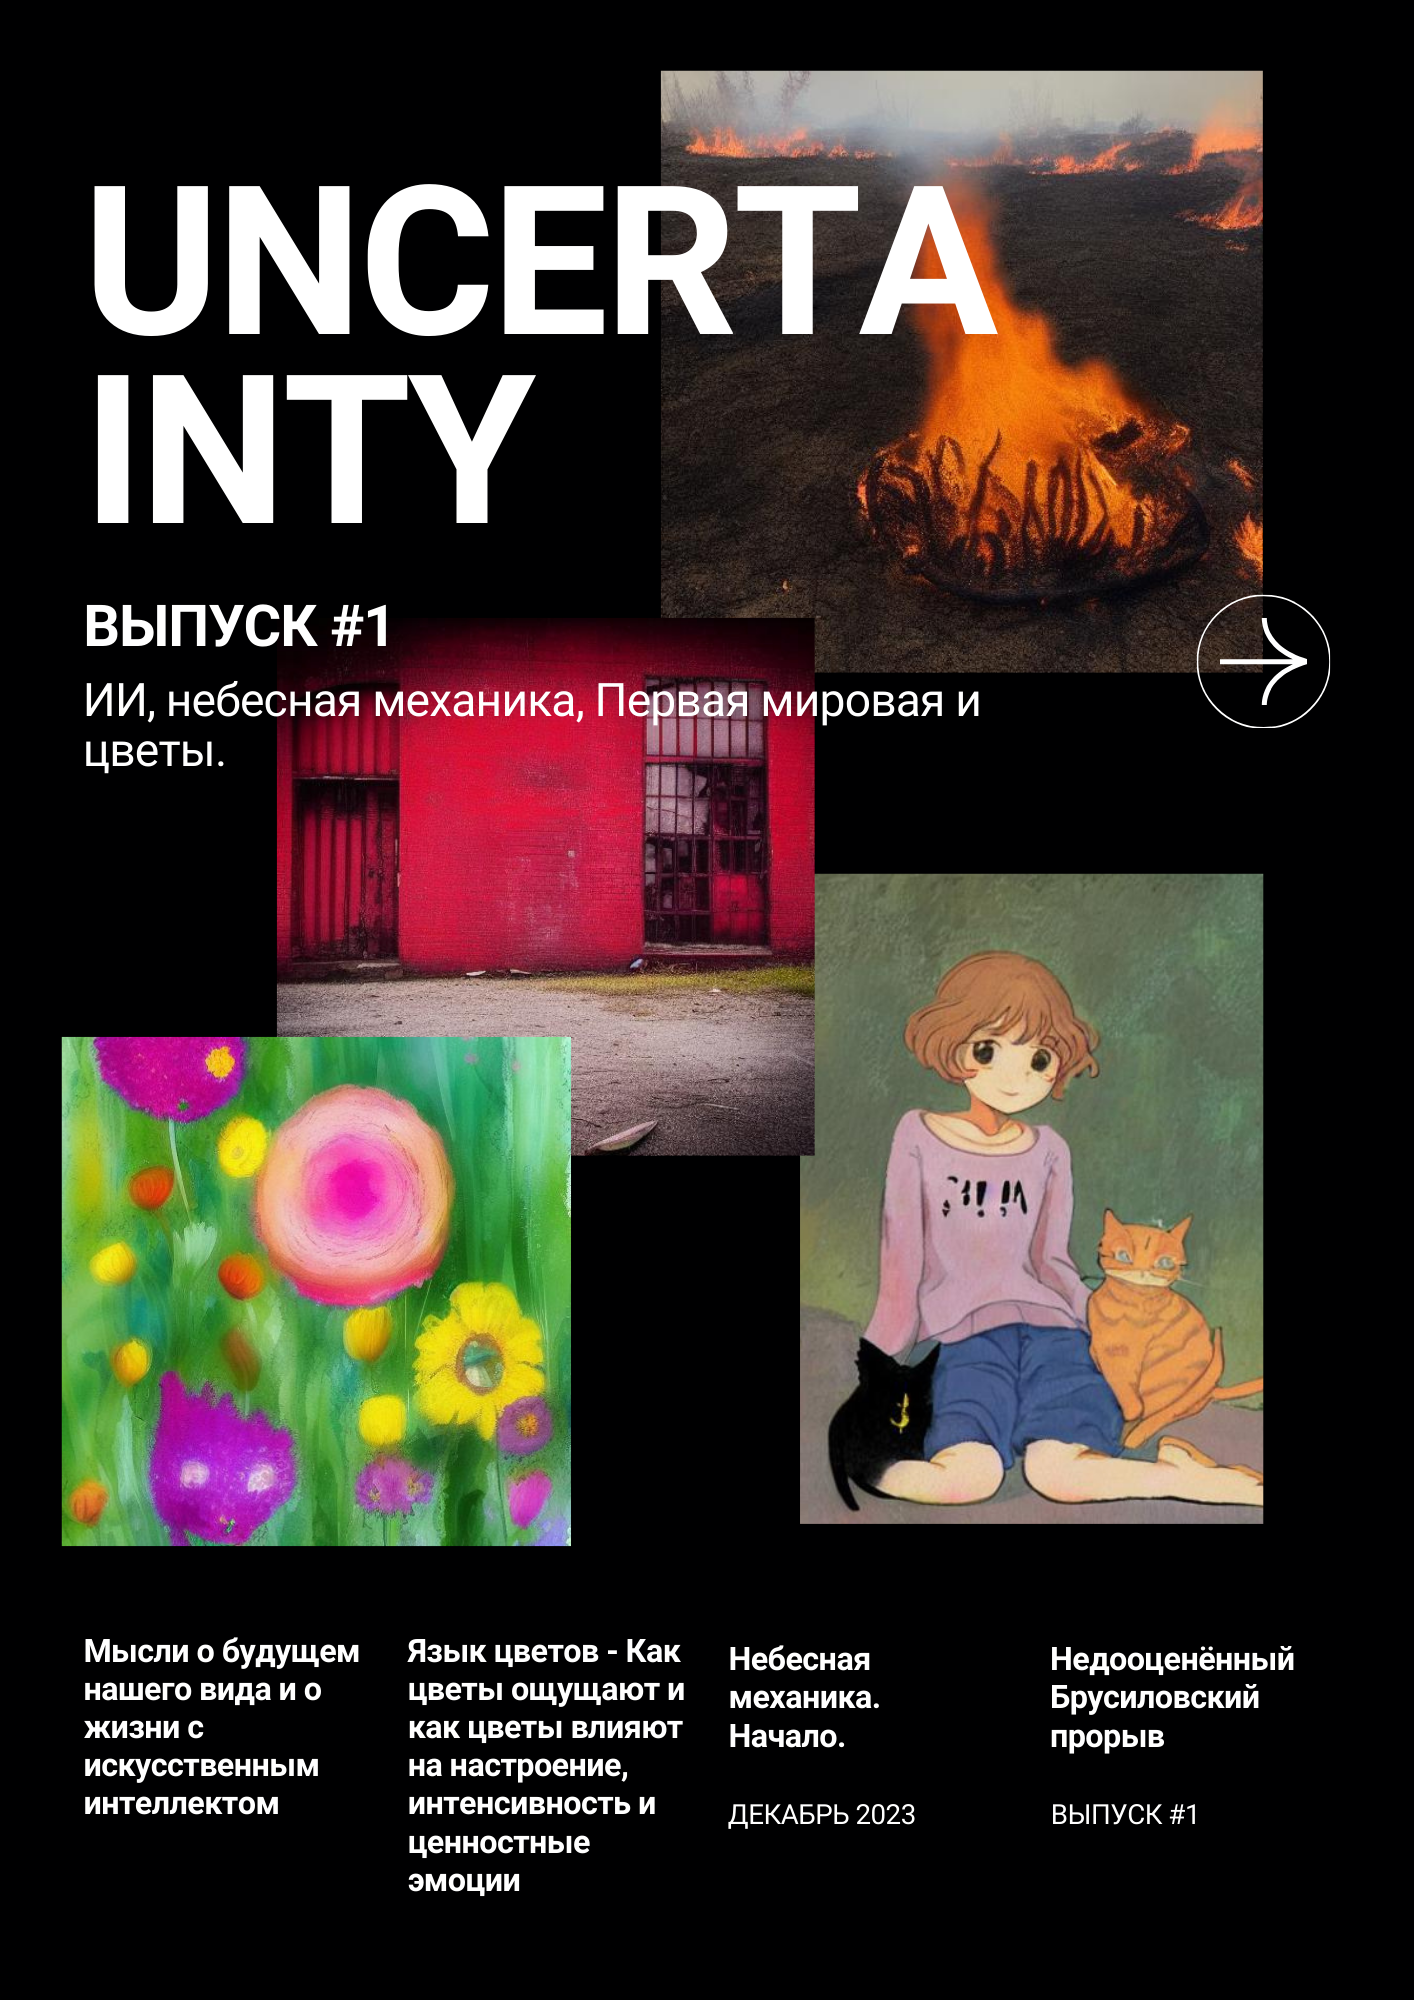 UNCERTA
INTY
ВЫПУСК #1
ИИ, небесная механика, Первая мировая и
цветы.
Мысли о будущем
нашего вида и о
жизни с
искусственным
интеллектом
Язык цветов - Как
цветы ощущают и
как цветы влияют
на настроение,
интенсивность и
ценностные
эмоции
Небесная
механика.
Начало.
ДЕКАБРЬ 2023
Недооценённый
Брусиловский
прорыв
ВЫПУСК #1